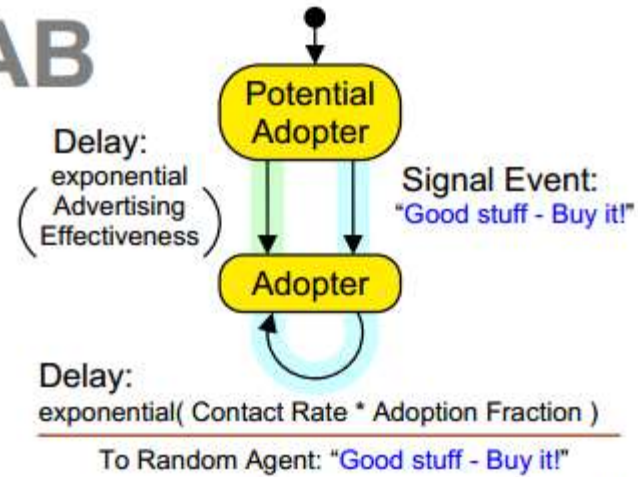 AB
Potential
Adopter
Delay:
exponential
Advertising
Effectiveness
Signal Event:
“Good stuff - Buy it!”
Adopter
Delay:
exponential( Contact Rate * Adoption Fraction )
To Random Agent: “Good stuff - Buy it!”